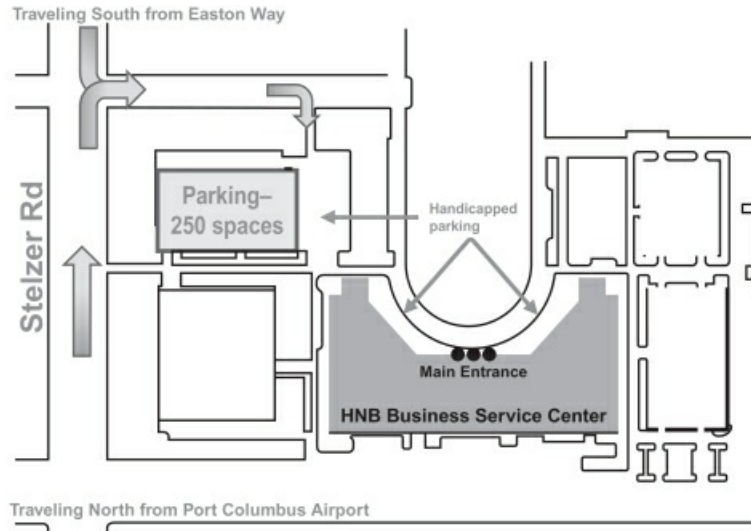 Traveling South from Easton Way
Stelzer Rd
Parking–
250 spaces
Handicapped
parking
Main Entrance
HNB Business Service Center
Traveling North from Port Columbus Airport